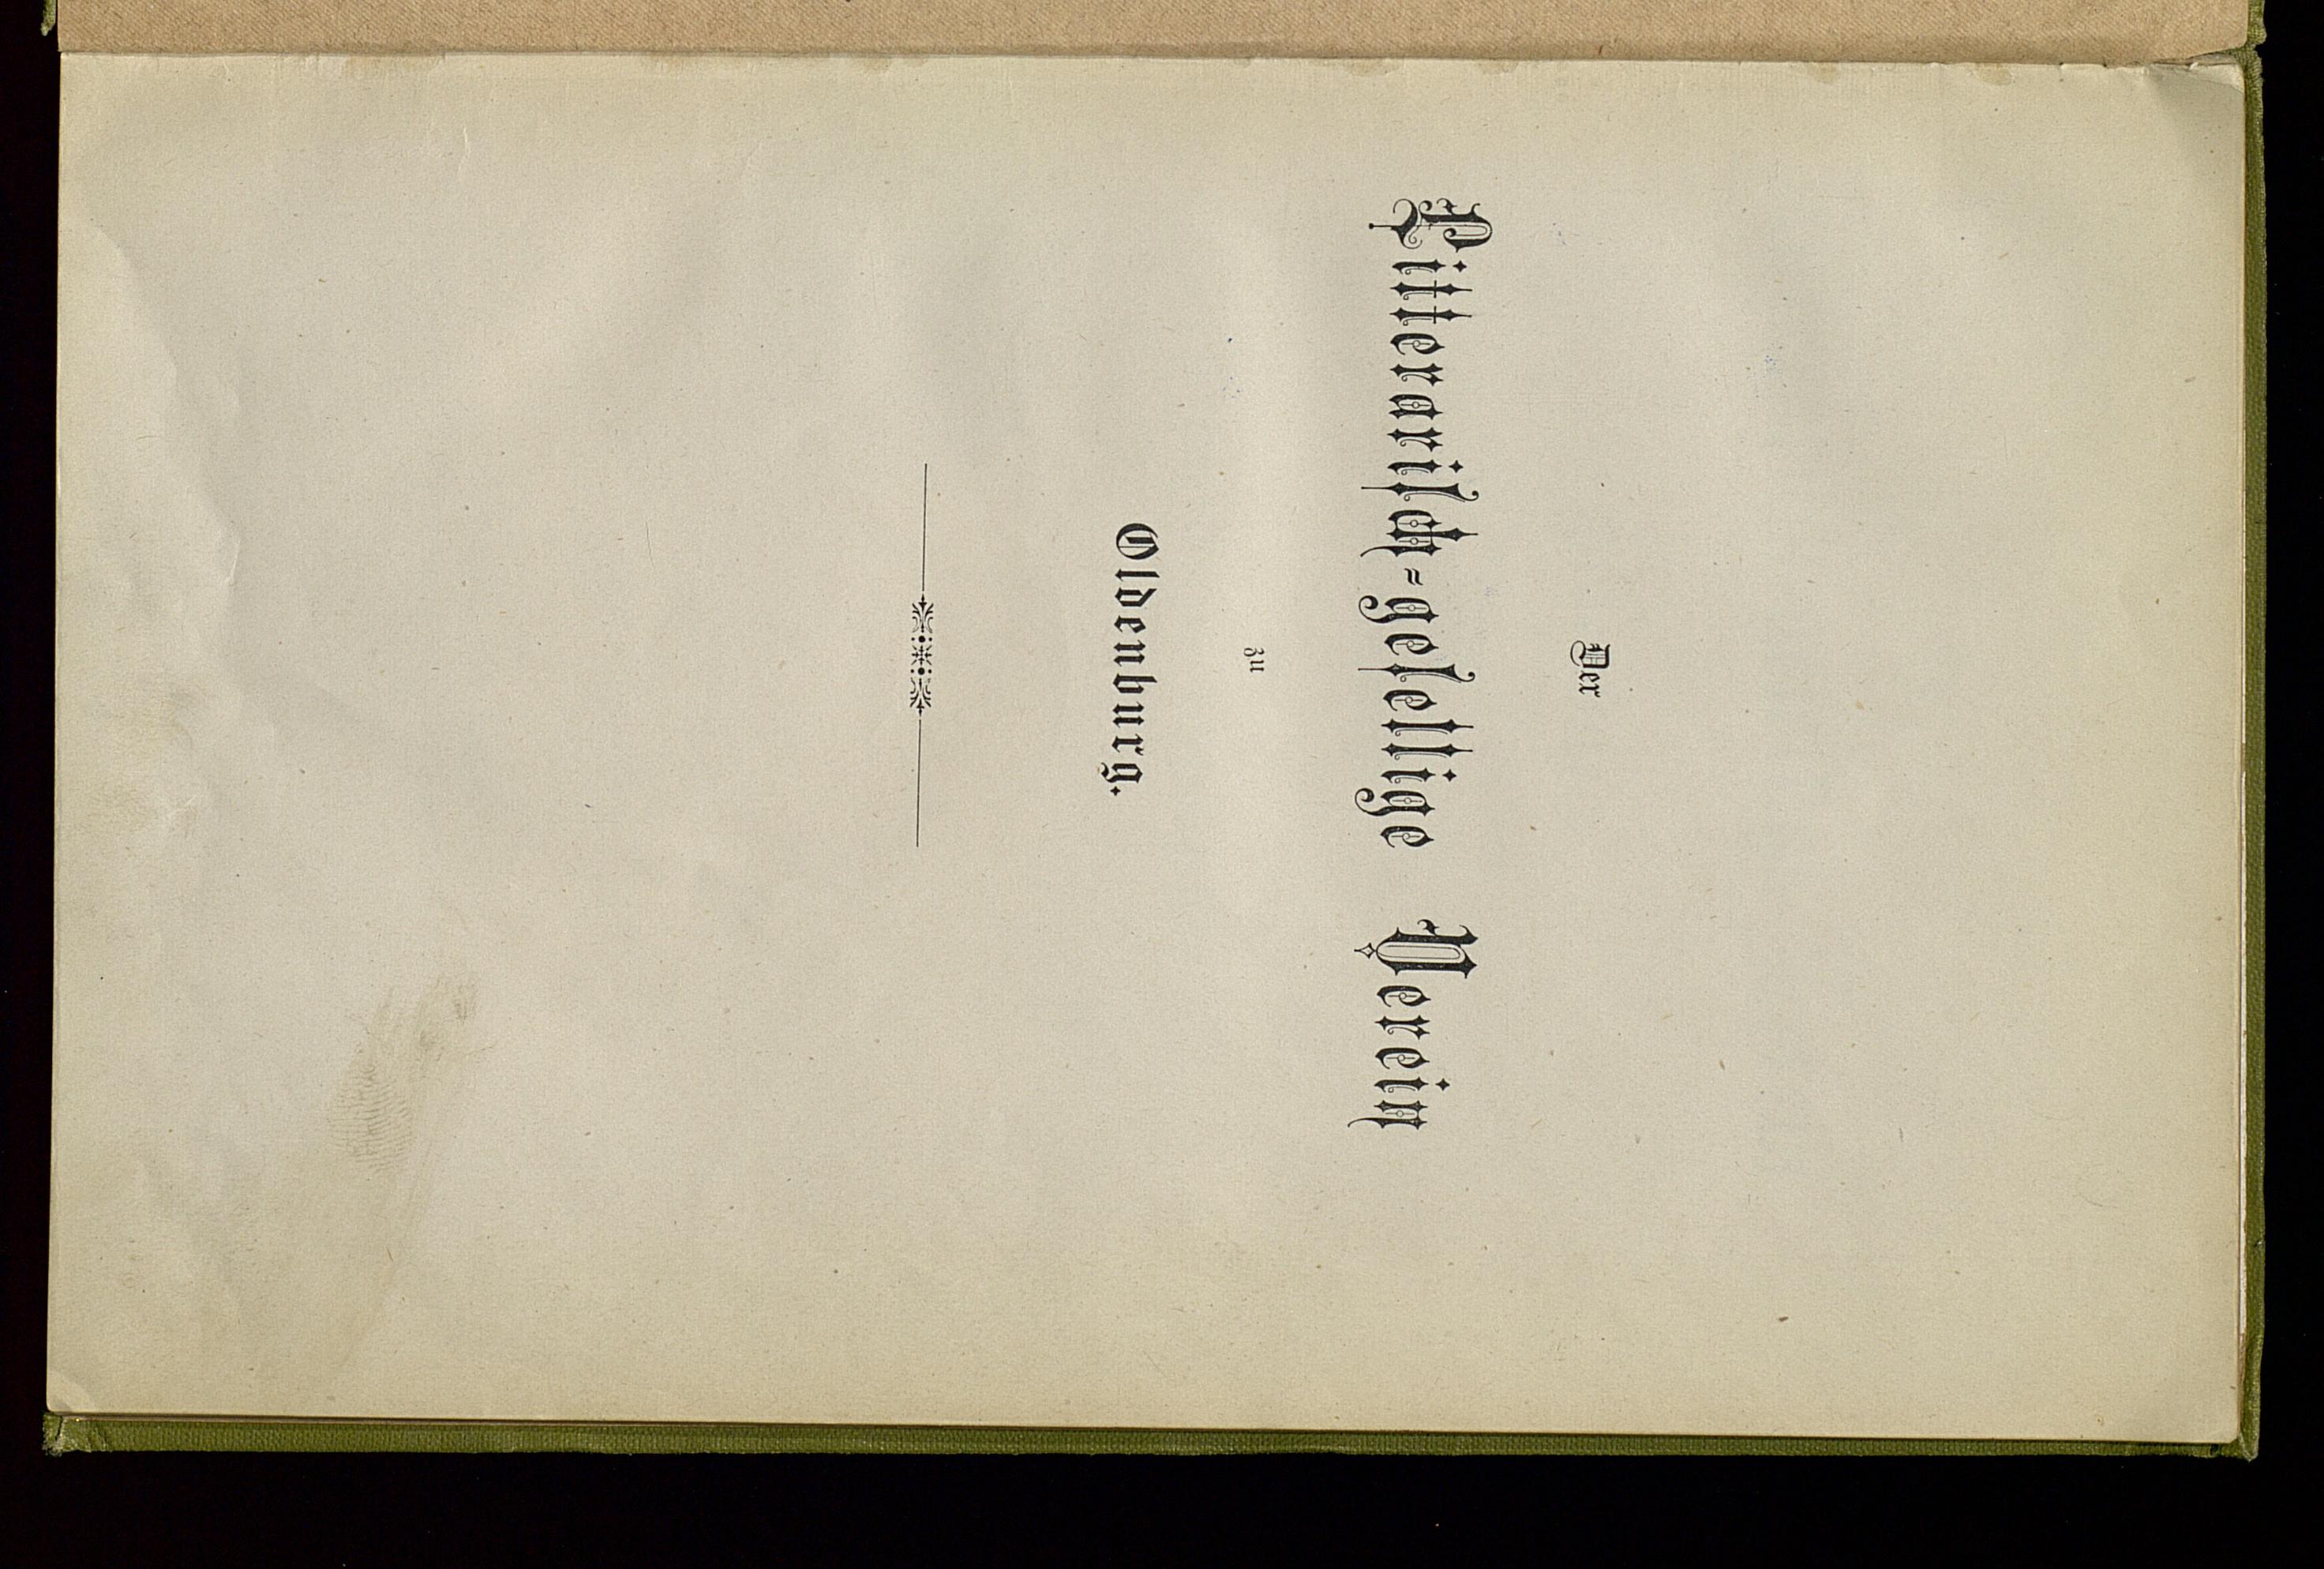 Der
Litterarisch-gesellige Verein
zu
Oldenburg.